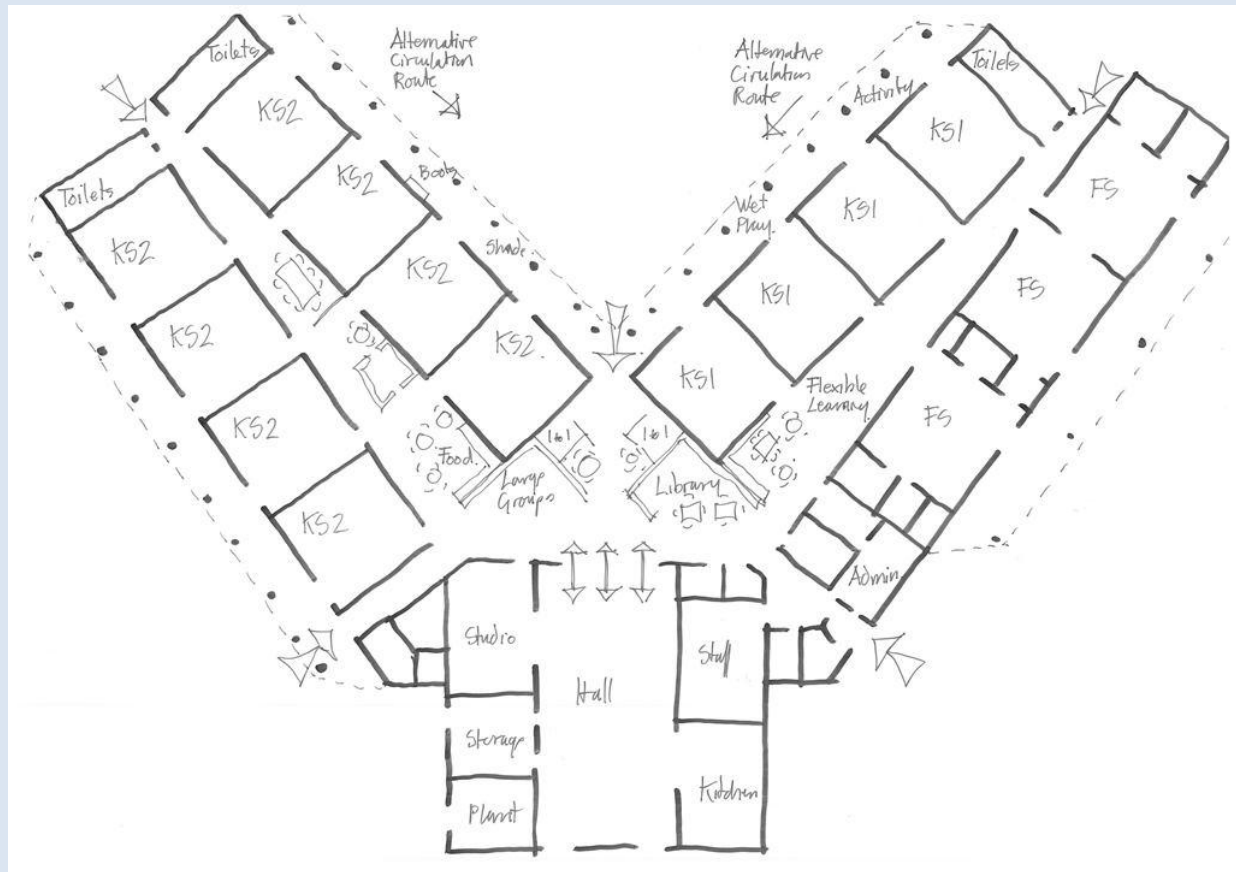 Toilets
Alternative
Circulation
Route
Alternative
Circulation
Route
Toilets
Activity
KS2
KS1
Toilets
KS2
Boots
Wet
Play.
KS1
FS
KS2
KS2
Shade
KS1
FS
KS2
KS2.
KS1
Flexible
Learning
FS
KS2
Food.
1to1
Large
Groups
1to1
Library
KS2
Admin.
Studio
Staff
Hall
Storage
Kitchen
Plant